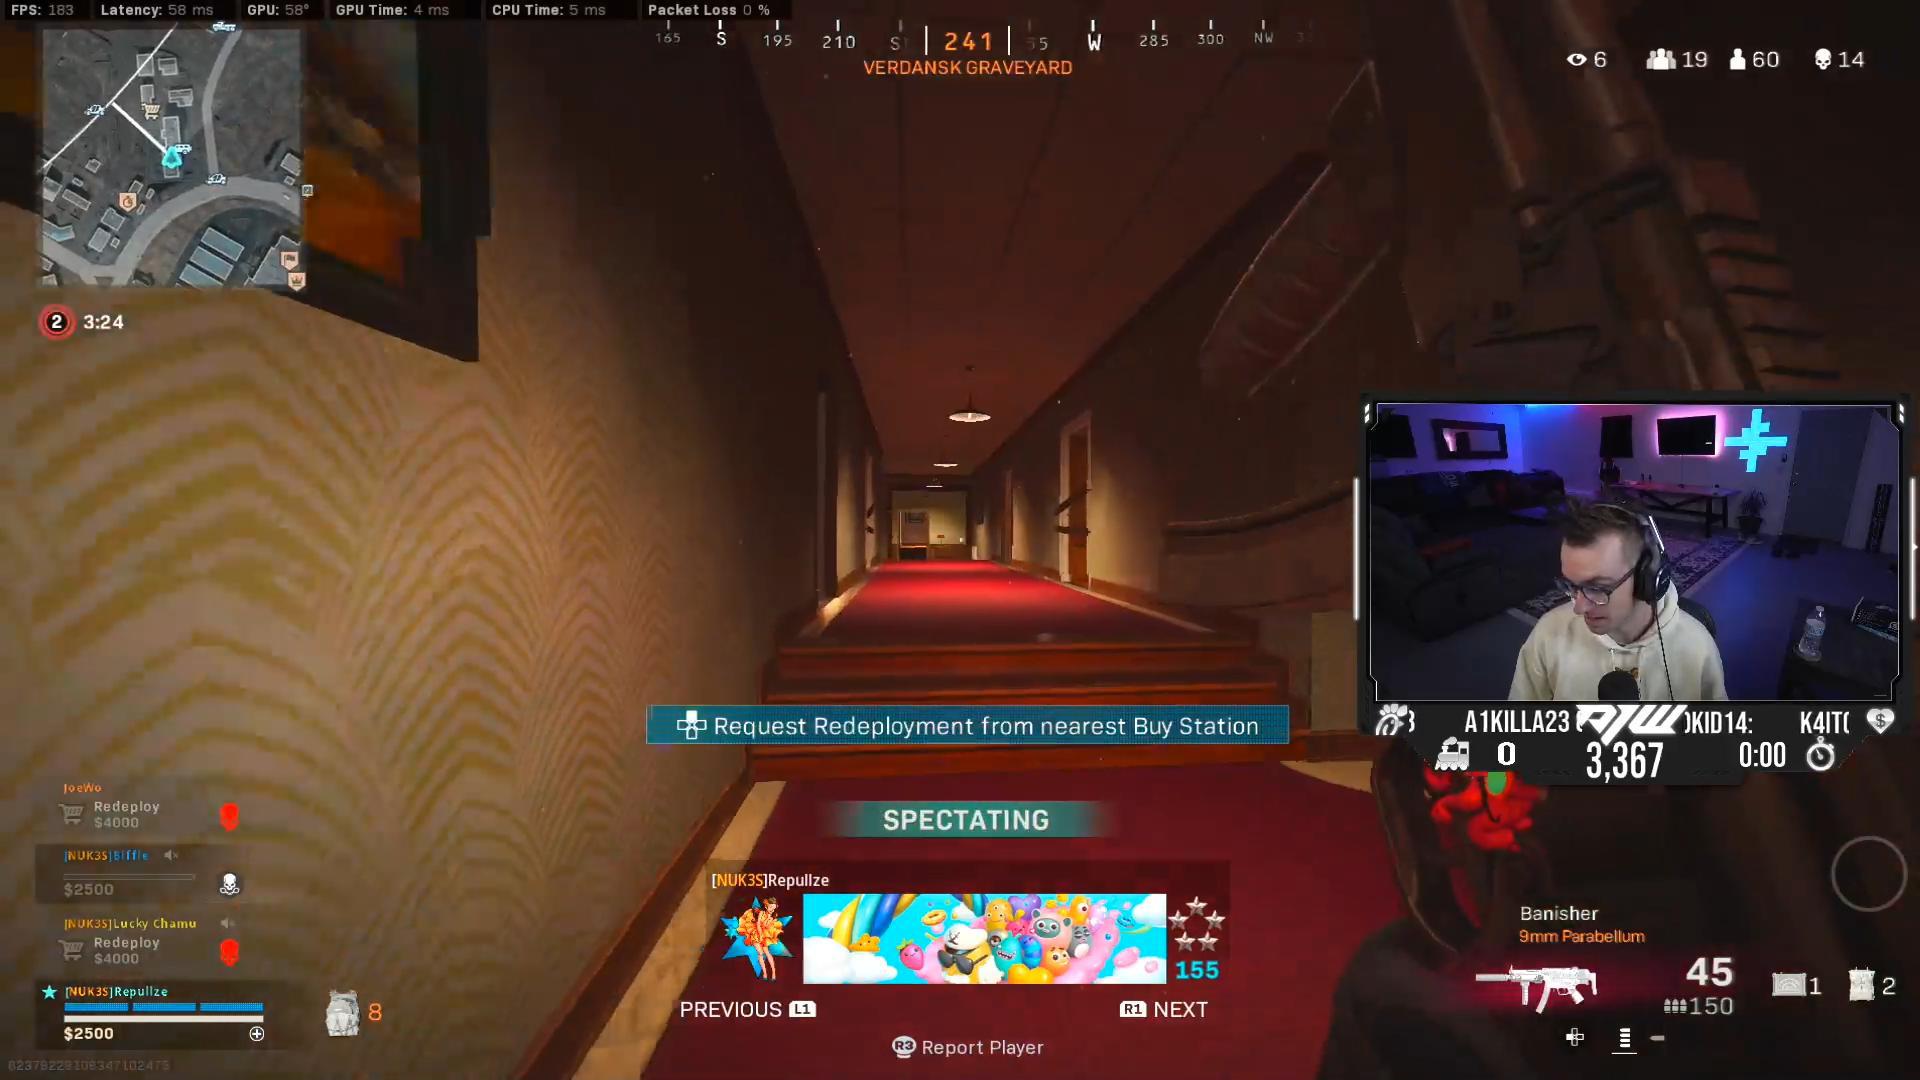 FPS: 183 Latency: 58 ms GPU: 58° GPU Time: 4 ms CPU Time: 5 ms Packet Loss 0 %
165 S 195 210 S 241 W 285 300 NW
VERDANSK GRAVEYARD
6 19 60 14
2 3:24
Request Redeployment from nearest Buy Station
A1KILLA23 AJW K4IT
0 3,367 0:00
SPECTATING
JoeWo
Redeploy
$4000
[NUK3S]Biffle
$2500
[NUK3S]Lucky Chamu
Redeploy
$4000
[NUK3S]Repullze
$2500
8
[NUK3S]Repullze
155
PREVIOUS L1
R1 NEXT
R3 Report Player
Banisher
9mm Parabellum
45
150
1 2